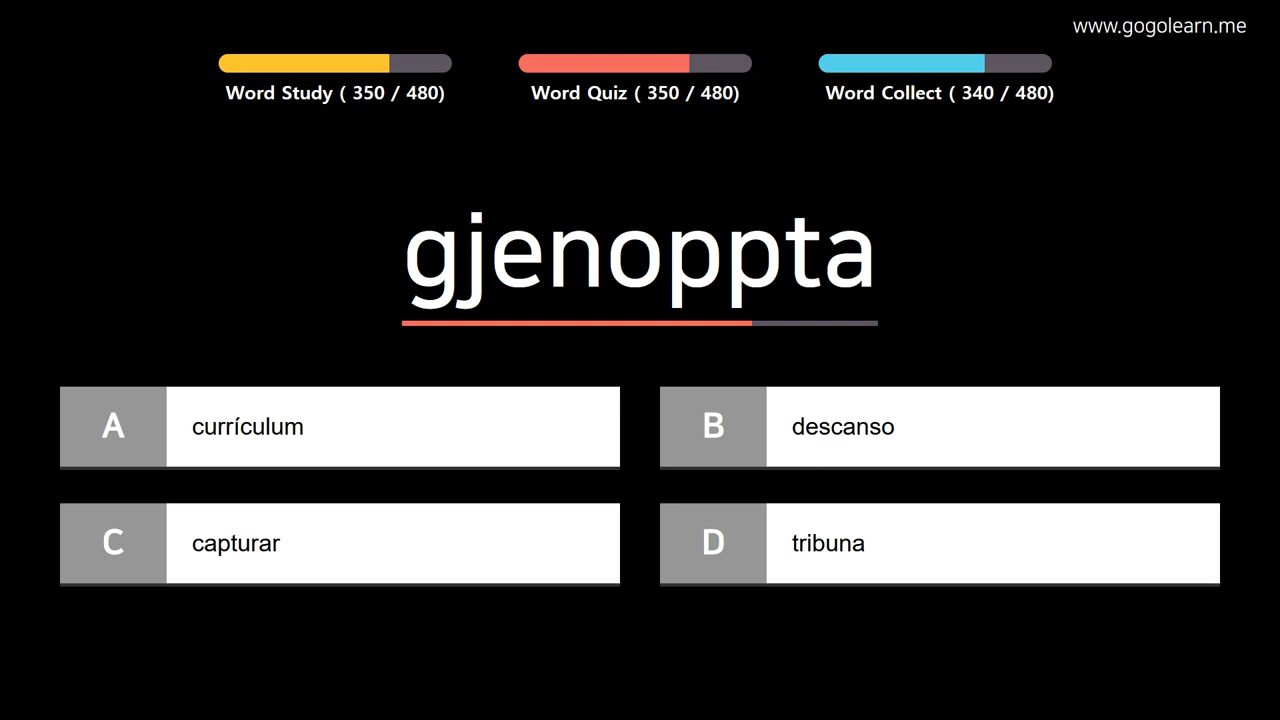 www.gogolearn.me
Word Study ( 350 / 480)
Word Quiz ( 350 / 480)
Word Collect ( 340 / 480)
gjenoppta
A currículum
B descanso
C capturar
D tribuna